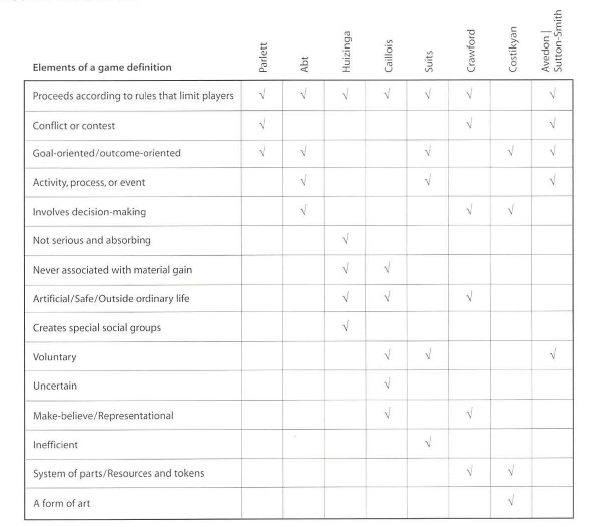 Elements of a game definition
Parlett
Abt
Huizinga
Caillois
Suits
Crawford
Costikyan
Avedon |
Sutton-Smith
Proceeds according to rules that limit players √ √ √ √ √ √ √
Conflict or contest √ √ √
Goal-oriented/outcome-oriented √ √ √ √ √
Activity, process, or event √ √ √
Involves decision-making √ √ √
Not serious and absorbing √
Never associated with material gain √ √
Artificial/Safe/Outside ordinary life √ √ √
Creates special social groups √
Voluntary √ √ √
Uncertain √
Make-believe/Representational √ √
Inefficient √
System of parts/Resources and tokens √ √
A form of art √